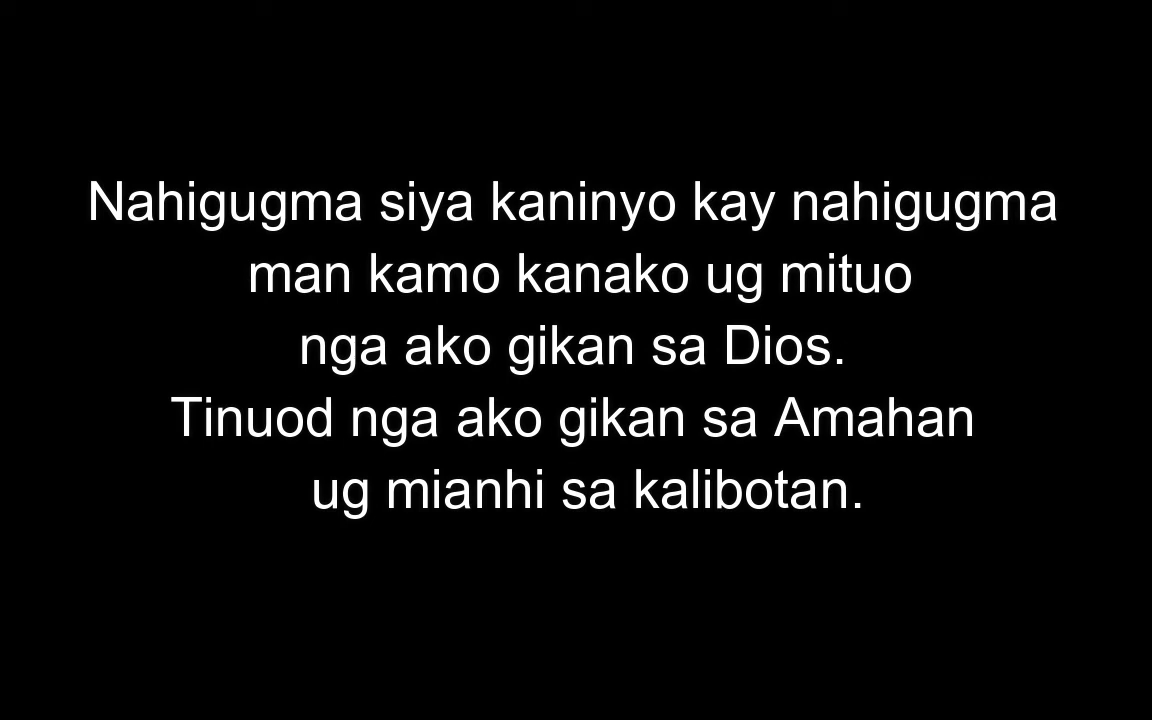 Nahigugma siya kaninyo kay nahigugma
man kamo kanako ug mituo
nga ako gikan sa Dios.
Tinuod nga ako gikan sa Amahan
ug mianhi sa kalibotan.